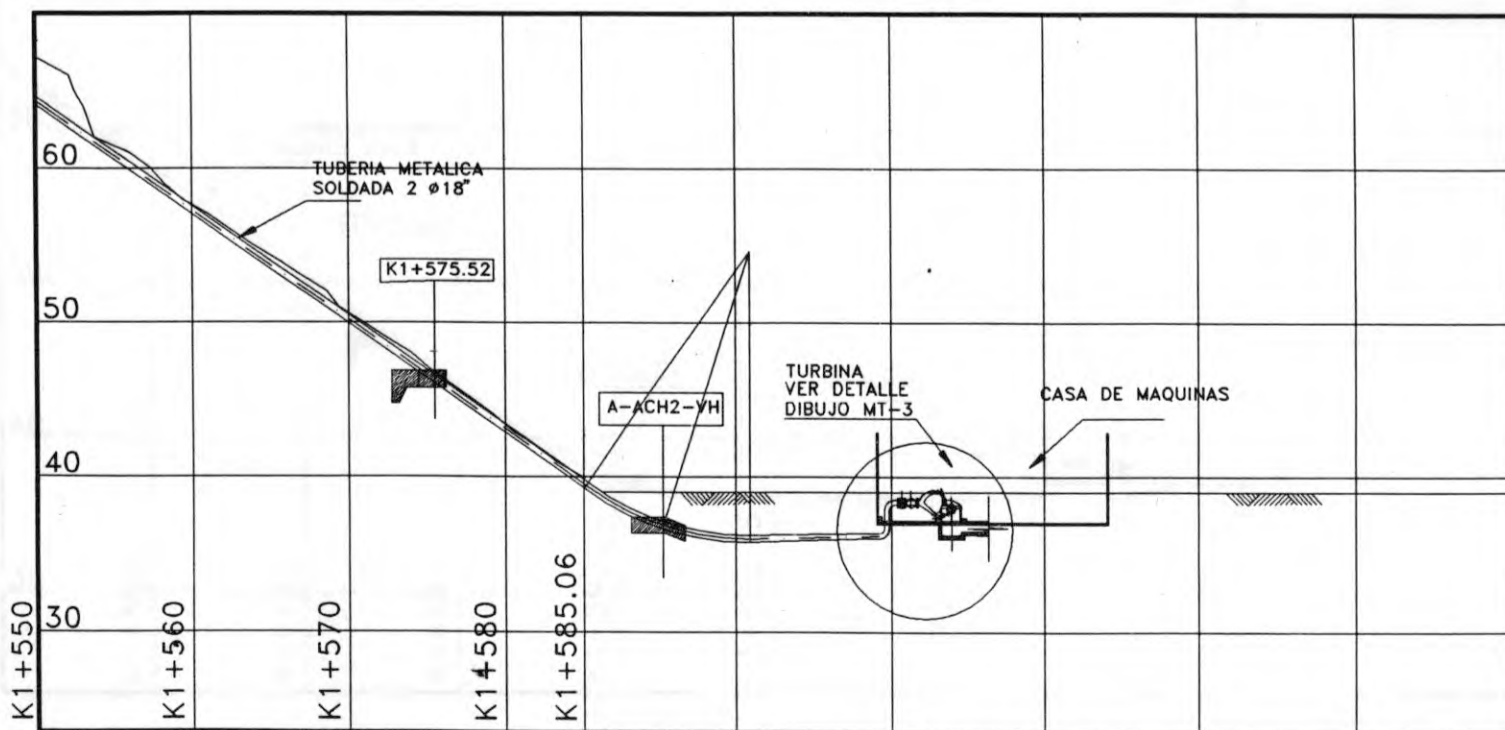 60
TUBERIA METALICA
SOLDADA 2 ø18"
K1+575.52
50
TURBINA
VER DETALLE
DIBUJO MT-3
CASA DE MAQUINAS
A-ACH2-VH
40
30
K1+550
K1+560
K1+570
K1+580
K1+585.06